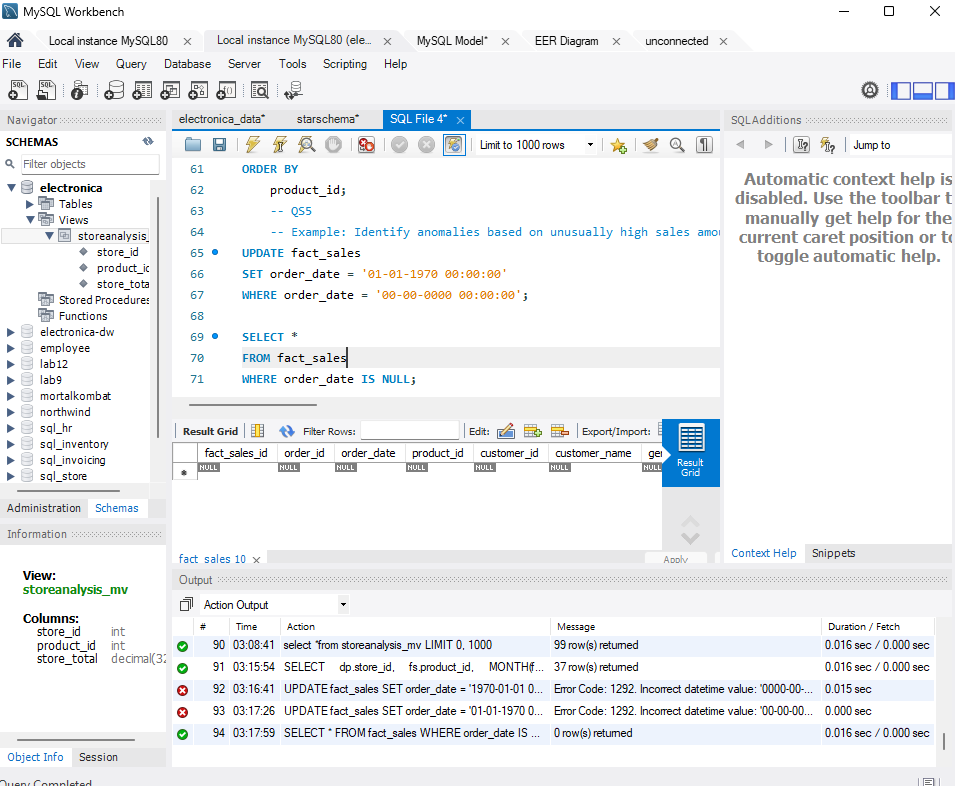 MySQL Workbench
Local instance MySQL80
Local instance MySQL80 (ele...
MySQL Model*
EER Diagram
unconnected
File Edit View Query Database Server Tools Scripting Help
Navigator
SCHEMAS
Filter objects
electronica
Tables
Views
storeanalysis_
store_id
product_id
store_tota
Stored Procedures
Functions
electronica-dw
employee
lab12
lab9
mortalkombat
northwind
sql_hr
sql_inventory
sql_invoicing
sql_store
Administration Schemas
Information
View:
storeanalysis_mv
Columns:
store_id int
product_id int
store_total decimal(32
Object Info Session
Query Completed
electronica_data* starschema* SQL File 4*
Limit to 1000 rows
61 ORDER BY
62 product_id;
63 -- QS5
64 -- Example: Identify anomalies based on unusually high sales amou
65 UPDATE fact_sales
66 SET order_date = '01-01-1970 00:00:00'
67 WHERE order_date = '00-00-0000 00:00:00';
68
69 SELECT *
70 FROM fact_sales
71 WHERE order_date IS NULL;
Result Grid Filter Rows: Edit: Export/Import:
fact_sales_id order_id order_date product_id customer_id customer_name ger
NULL NULL NULL NULL NULL NULL NULL
Result Grid
fact_sales 10
Apply
SQLAdditions
Jump to
Automatic context help is
disabled. Use the toolbar t
manually get help for the
current caret position or to
toggle automatic help.
Context Help Snippets
Output
Action Output
# Time Action Message Duration / Fetch
90 03:08:41 select *from storeanalysis_mv LIMIT 0, 1000 99 row(s) returned 0.016 sec / 0.000 sec
91 03:15:54 SELECT dp.store_id, fs.product_id, MONTH(f... 37 row(s) returned 0.016 sec / 0.000 sec
92 03:16:41 UPDATE fact_sales SET order_date = '1970-01-01 0... Error Code: 1292. Incorrect datetime value: '0000-00-... 0.015 sec
93 03:17:26 UPDATE fact_sales SET order_date = '01-01-1970 0... Error Code: 1292. Incorrect datetime value: '00-00-00... 0.000 sec
94 03:17:59 SELECT * FROM fact_sales WHERE order_date IS ... 0 row(s) returned 0.016 sec / 0.000 sec